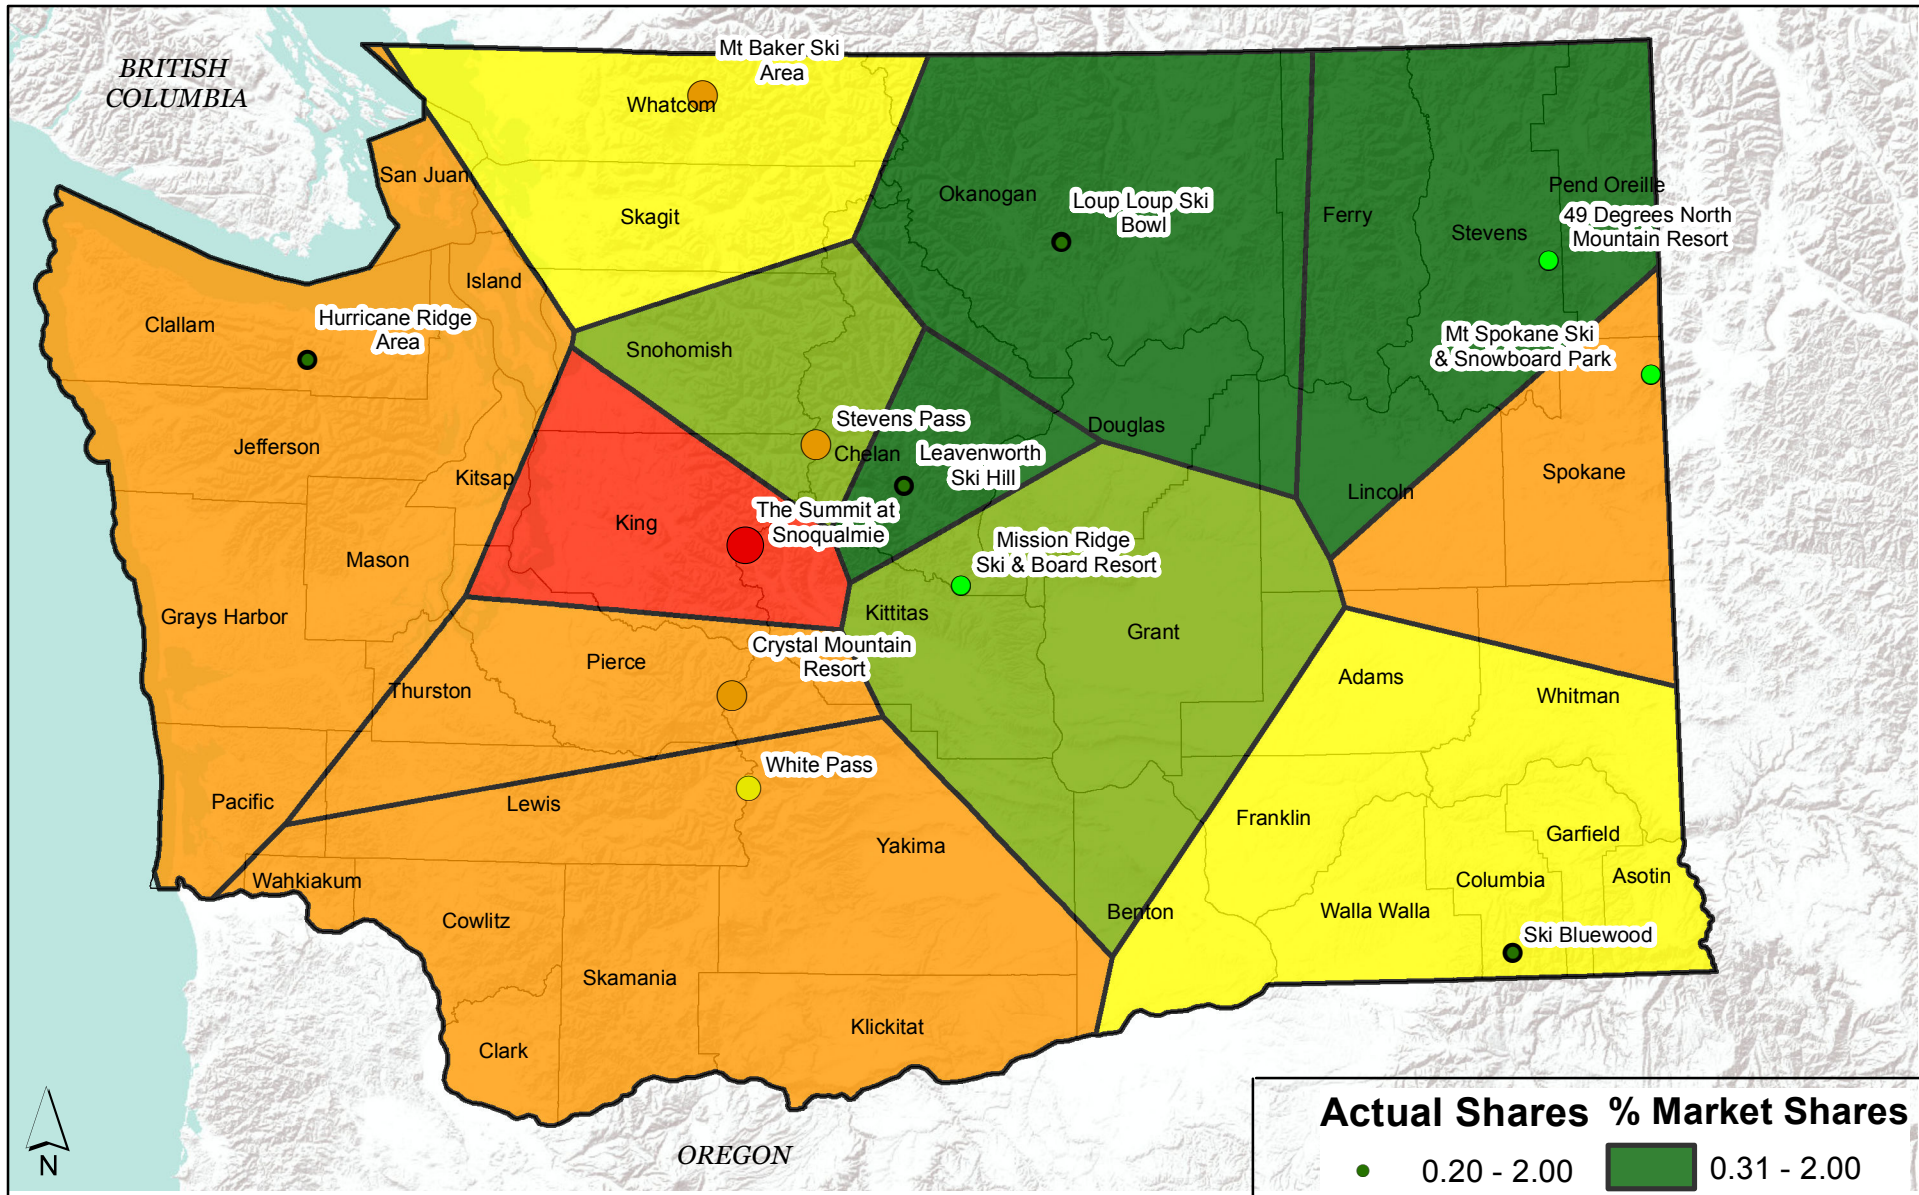 BRITISH
COLUMBIA
Mt Baker Ski
Area
Whatcom
San Juan
Skagit
Okanogan
Loup Loup Ski
Bowl
Ferry
Pend Oreille
Stevens
49 Degrees North
Mountain Resort
Island
Clallam
Hurricane Ridge
Area
Snohomish
Mt Spokane Ski
& Snowboard Park
Jefferson
Kitsap
Stevens Pass
Chelan
Leavenworth
Ski Hill
Douglas
Lincoln
Spokane
King
The Summit at
Snoqualmie
Mason
Mission Ridge
Ski & Board Resort
Grays Harbor
Kittitas
Grant
Pierce
Crystal Mountain
Resort
Thurston
Adams
Whitman
White Pass
Pacific
Lewis
Yakima
Franklin
Garfield
Wahkiakum
Cowlitz
Columbia
Asotin
Benton
Walla Walla
Ski Bluewood
Skamania
Klickitat
Clark
OREGON
N
Actual Shares % Market Shares
0.20 - 2.00 0.31 - 2.00